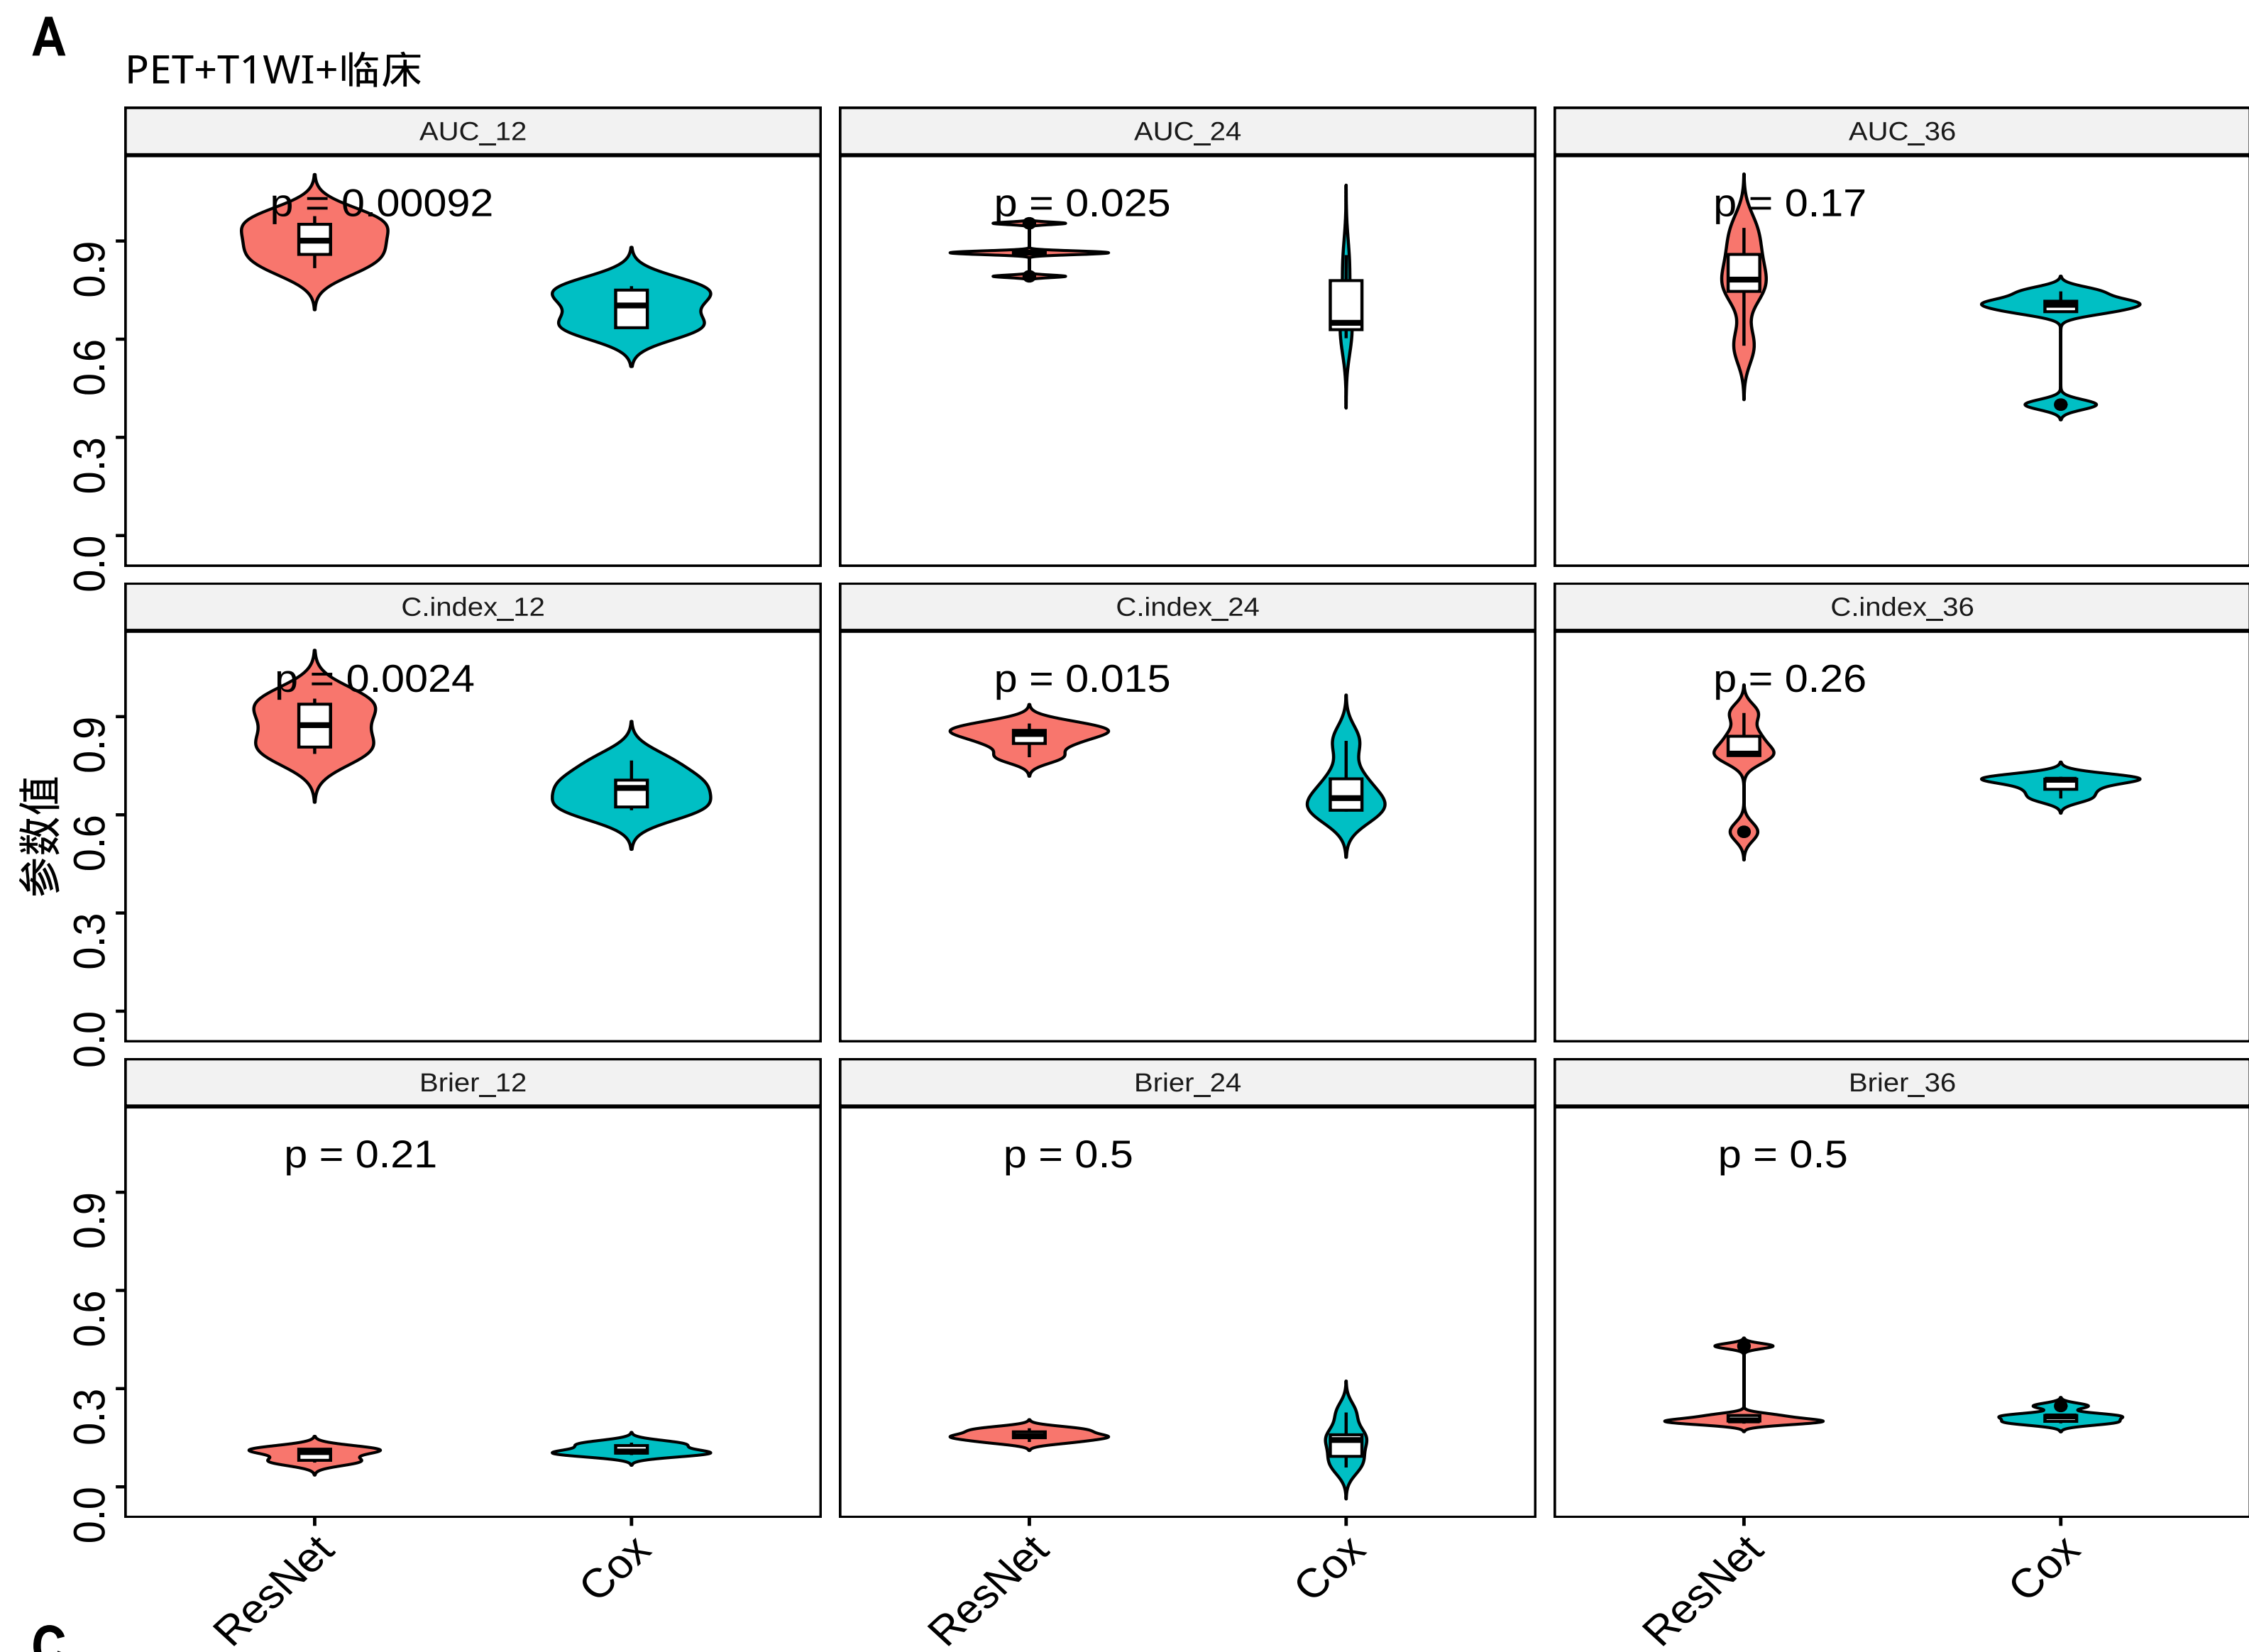 A
PET+T1WI+临床
AUC_12
AUC_24
AUC_36
p = 0.00092
p = 0.025
p = 0.17
0.9
0.6
0.3
0.0
C.index_12
C.index_24
C.index_36
p = 0.0024
p = 0.015
p = 0.26
0.9
0.6
0.3
0.0
参数值
Brier_12
Brier_24
Brier_36
p = 0.21
p = 0.5
p = 0.5
0.9
0.6
0.3
0.0
ResNet
Cox
ResNet
Cox
ResNet
Cox
C